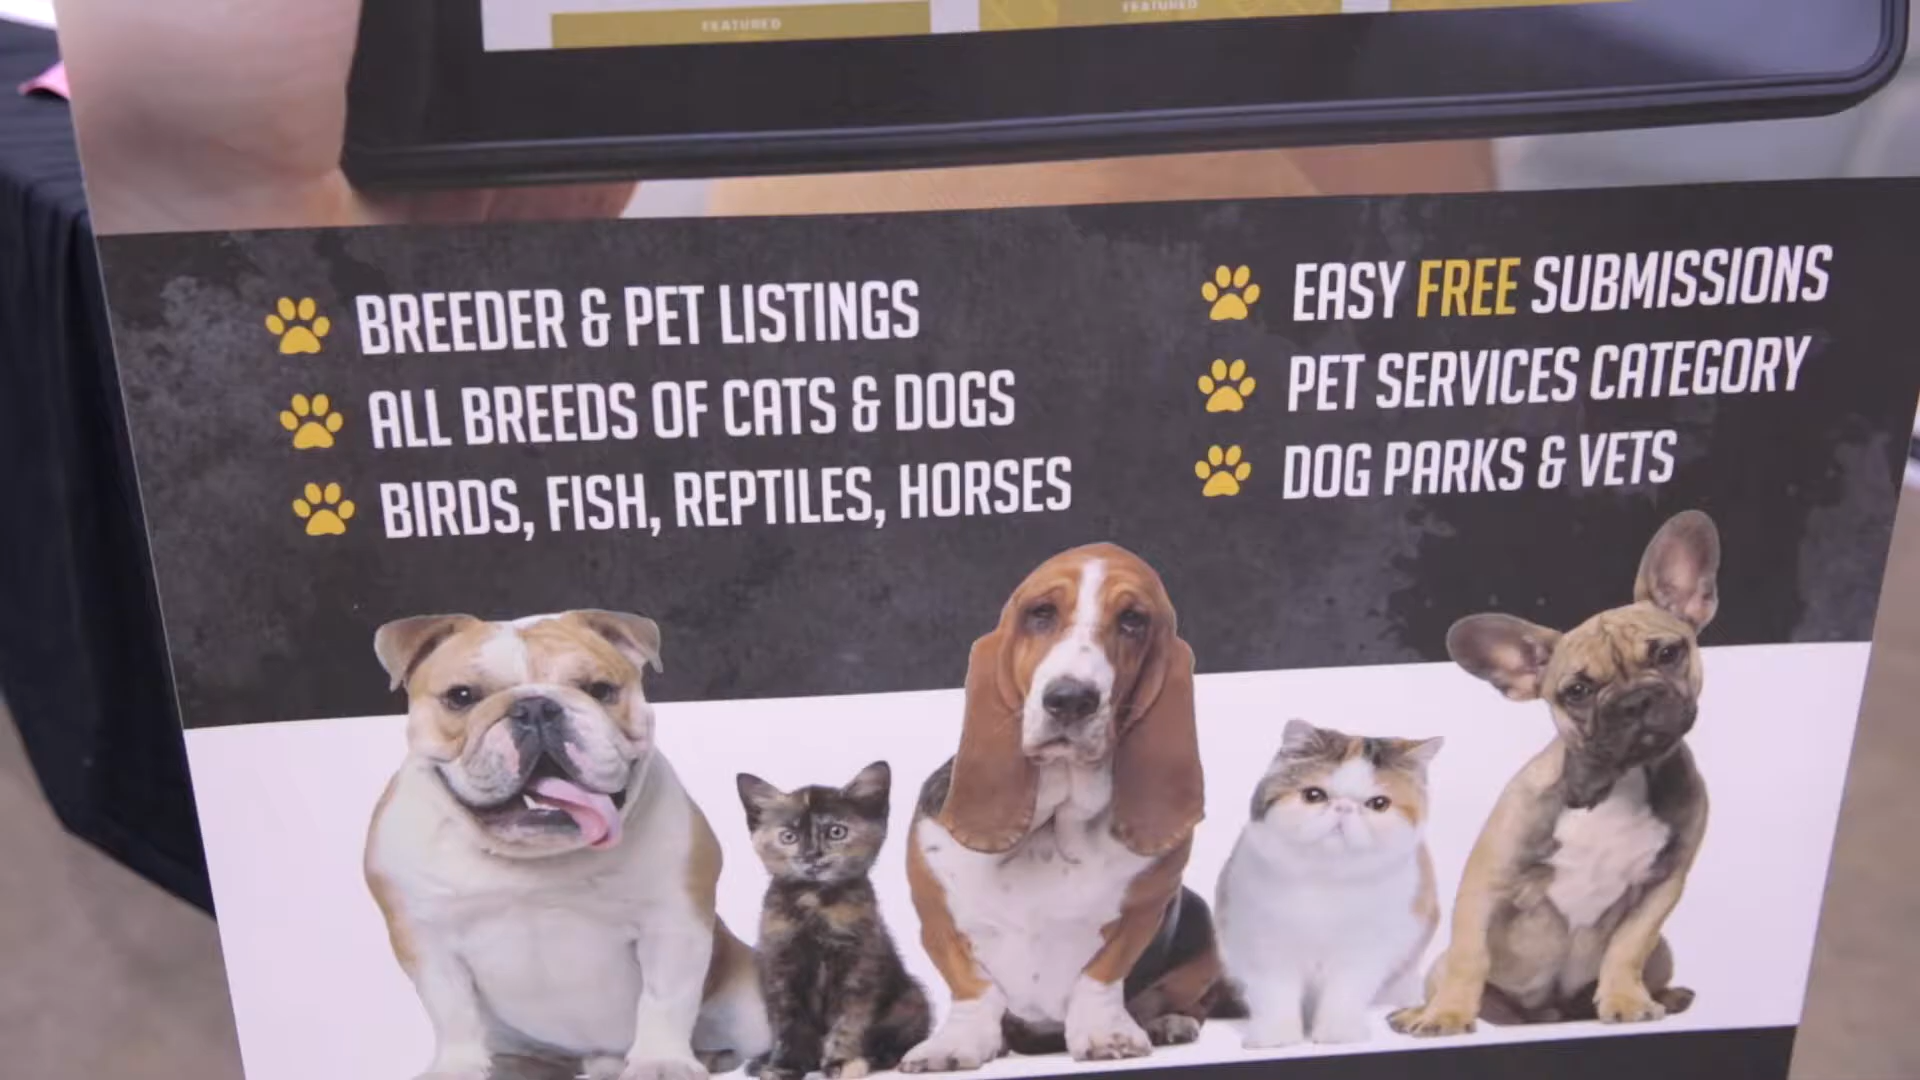 FEATURED
FEATURED
BREEDER & PET LISTINGS
ALL BREEDS OF CATS & DOGS
BIRDS, FISH, REPTILES, HORSES
EASY FREE SUBMISSIONS
PET SERVICES CATEGORY
DOG PARKS & VETS